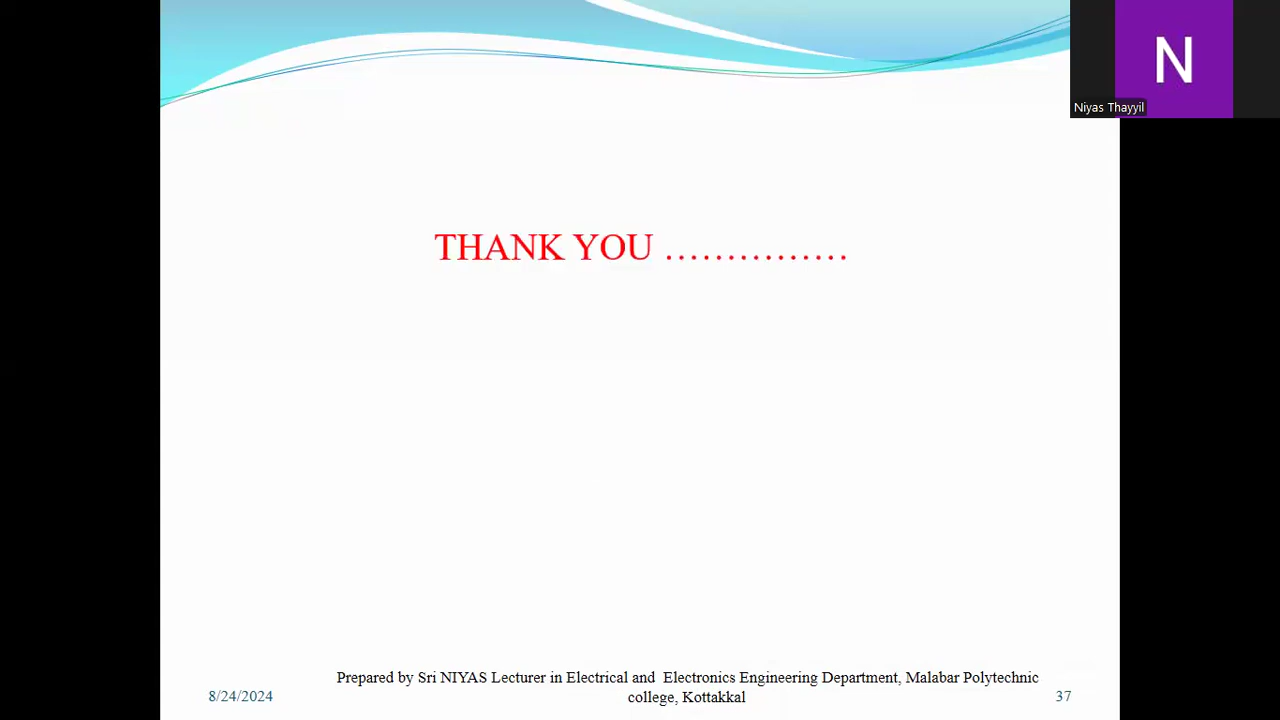 N
Niyas Thayyil
THANK YOU ……………
Prepared by Sri NIYAS Lecturer in Electrical and  Electronics Engineering Department, Malabar Polytechnic
college, Kottakkal
8/24/2024
37